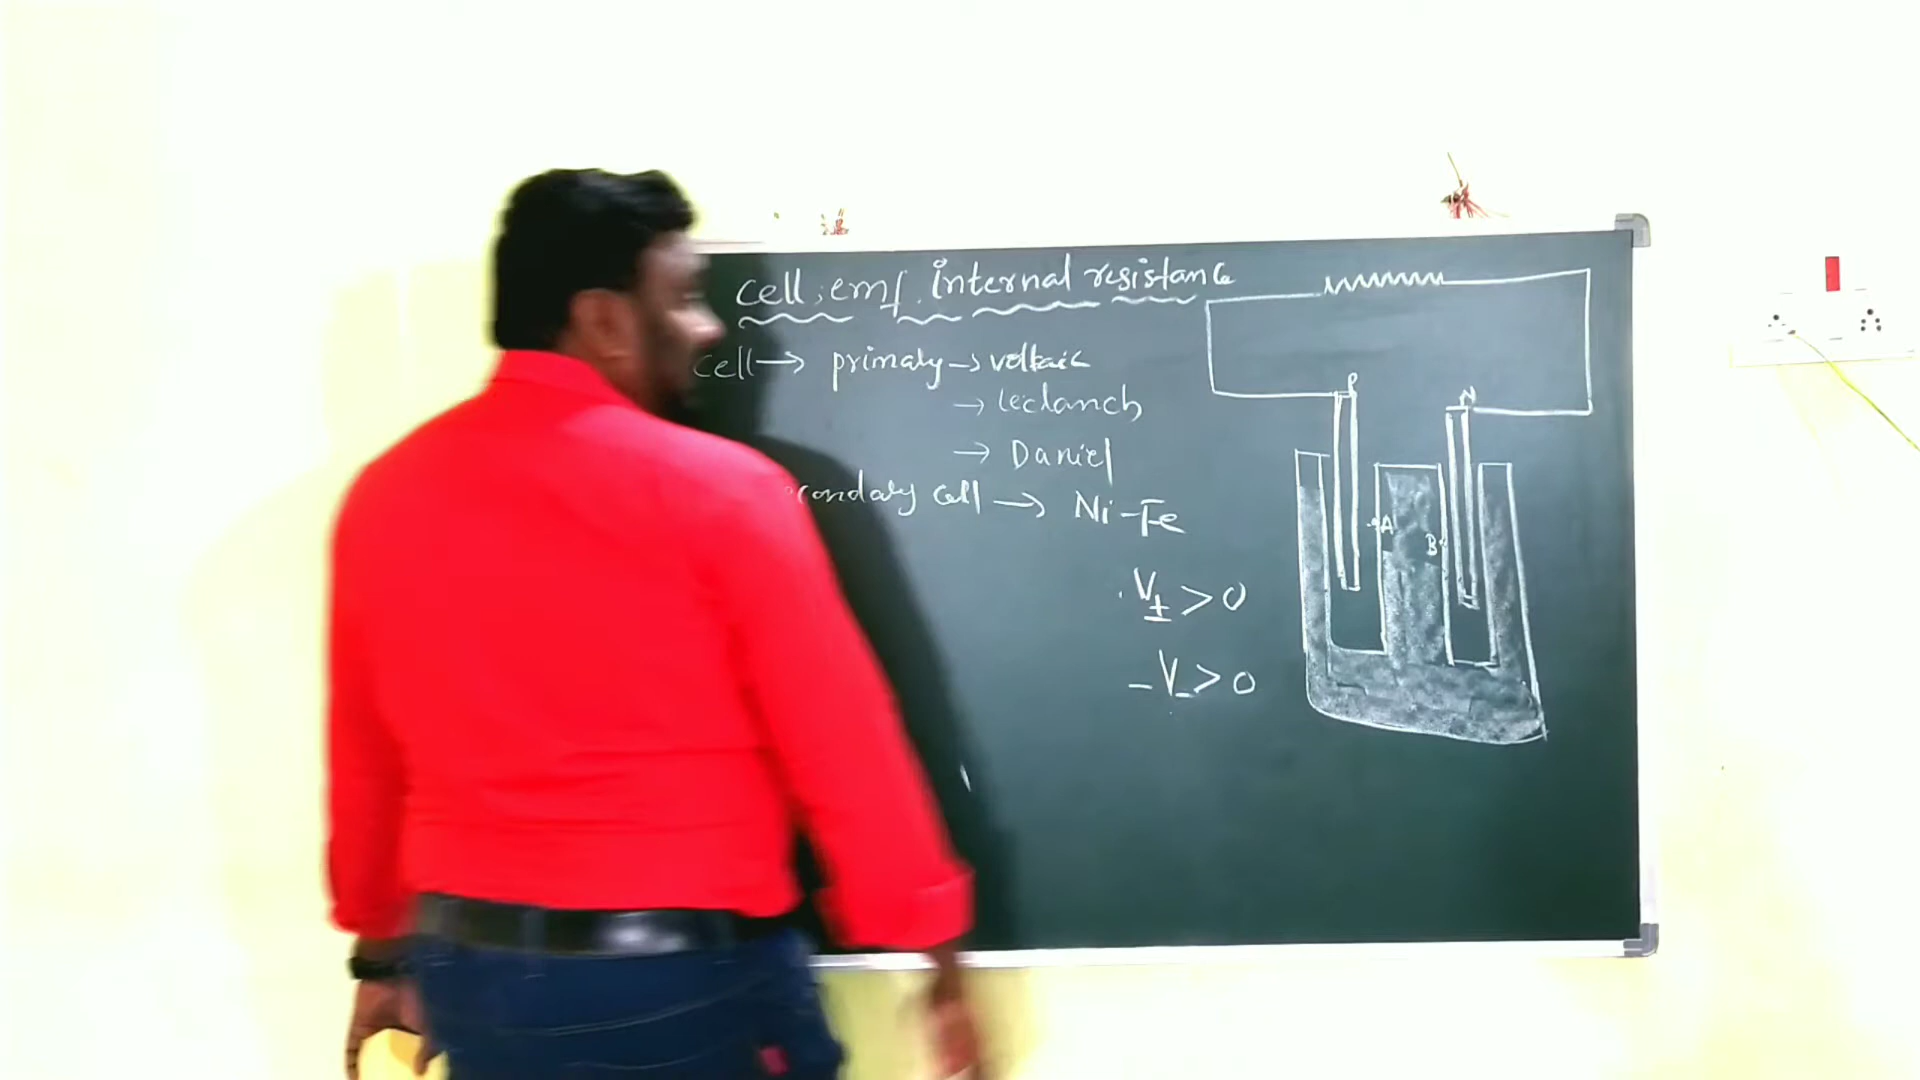 cell, emf, internal resistance
cell → primary → voltaic
→ Leclanch
→ Daniel
condary cell → Ni-Fe
V+ > 0
-V- > 0
P
N
A
B